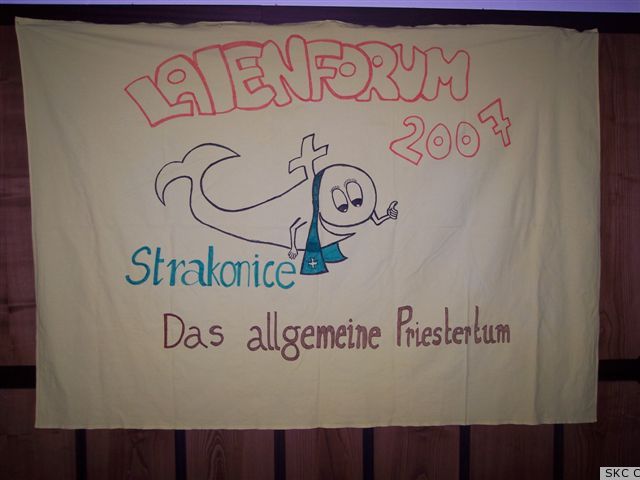 LAIENFORUM
2007
Strakonice
Das allgemeine Priestertum
SKC C